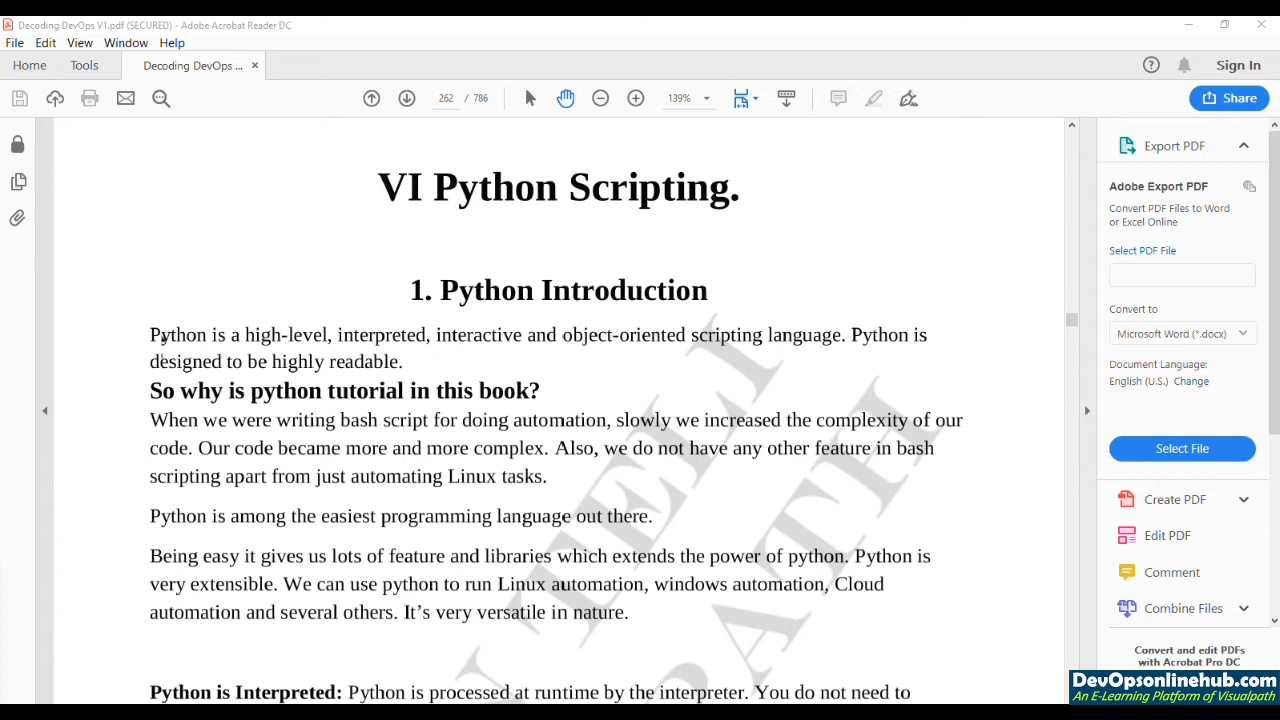 Decoding DevOps V1.pdf (SECURED) - Adobe Acrobat Reader DC
File Edit View Window Help
Home Tools Decoding DevOps ... × Sign In
262 / 786 139% Share
VI Python Scripting.
1. Python Introduction
Python is a high-level, interpreted, interactive and object-oriented scripting language. Python is
designed to be highly readable.
So why is python tutorial in this book?
When we were writing bash script for doing automation, slowly we increased the complexity of our
code. Our code became more and more complex. Also, we do not have any other feature in bash
scripting apart from just automating Linux tasks.
Python is among the easiest programming language out there.
Being easy it gives us lots of feature and libraries which extends the power of python. Python is
very extensible. We can use python to run Linux automation, windows automation, Cloud
automation and several others. It’s very versatile in nature.
Python is Interpreted: Python is processed at runtime by the interpreter. You do not need to
Export PDF
Adobe Export PDF
Convert PDF Files to Word
or Excel Online
Select PDF File
Convert to
Microsoft Word (*.docx)
Document Language:
English (U.S.) Change
Select File
Create PDF
Edit PDF
Comment
Combine Files
Convert and edit PDFs
with Acrobat Pro DC
DevOpsonlinehub.com
An E-Learning Platform of Visualpath